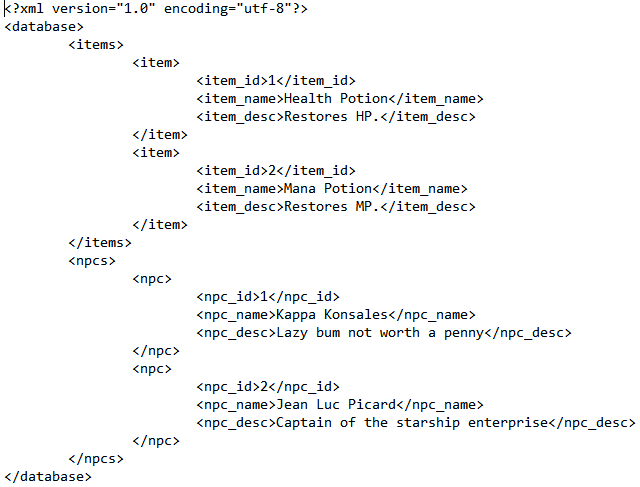 <?xml version="1.0" encoding="utf-8"?>
<database>
<items>
<item>
<item_id>1</item_id>
<item_name>Health Potion</item_name>
<item_desc>Restores HP.</item_desc>
</item>
<item>
<item_id>2</item_id>
<item_name>Mana Potion</item_name>
<item_desc>Restores MP.</item_desc>
</item>
</items>
<npcs>
<npc>
<npc_id>1</npc_id>
<npc_name>Kappa Konsales</npc_name>
<npc_desc>Lazy bum not worth a penny</npc_desc>
</npc>
<npc>
<npc_id>2</npc_id>
<npc_name>Jean Luc Picard</npc_name>
<npc_desc>Captain of the starship enterprise</npc_desc>
</npc>
</npcs>
</database>